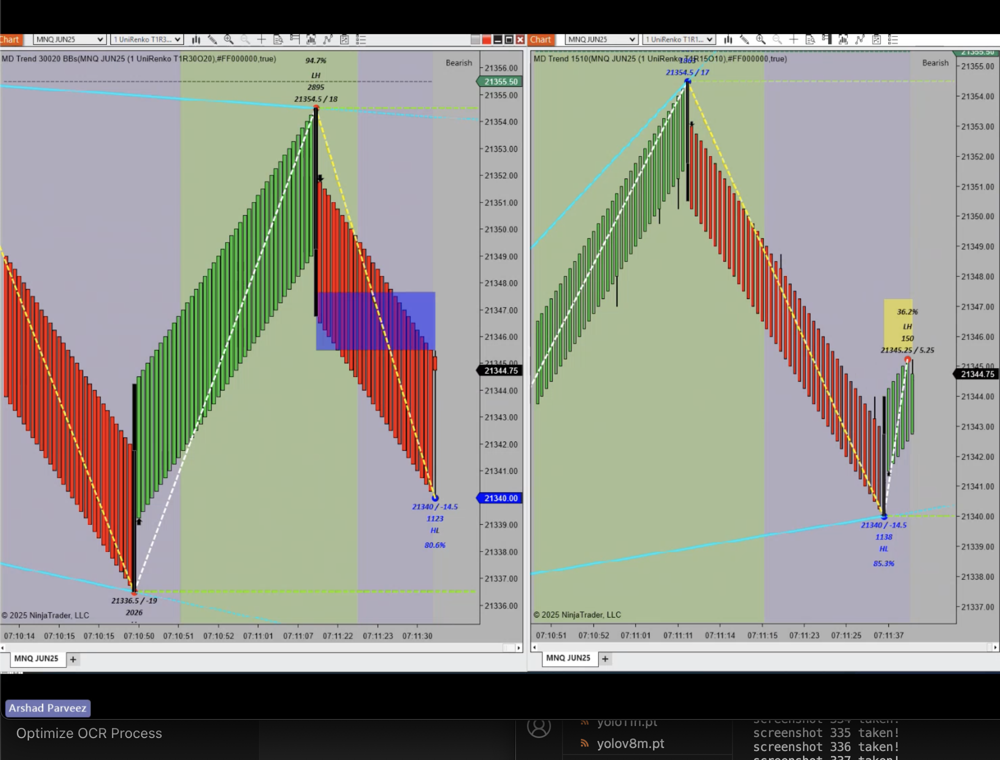 Chart MNQ JUN25 1 UniRenko T1R3...
MD Trend 30020 BBs(MNQ JUN25 (1 UniRenko T1R30O20),#FF000000,true)
Bearish
94.7%
LH
2895
21354.5 / 18
21356.00
21355.50
21354.00
21353.00
21352.00
21351.00
21350.00
21349.00
21348.00
21347.00
21346.00
21345.00
21344.75
21343.00
21342.00
21341.00
21340.00
21339.00
21338.00
21337.00
21336.00
21340 / -14.5
1123
HL
80.6%
21336.5 / -19
2026
© 2025 NinjaTrader, LLC
07:10:14 07:10:15 07:10:15 07:10:50 07:10:51 07:10:52 07:11:01 07:11:07 07:11:22 07:11:23 07:11:30
MNQ JUN25 +
Chart MNQ JUN25 1 UniRenko T1R1...
MD Trend 1510(MNQ JUN25 (1 UniRenko T1R15O10),#FF000000,true)
Bearish
21354.5 / 17
21355.50
21355.00
21354.00
21353.00
21352.00
21351.00
21350.00
21349.00
21348.00
21347.00
21346.00
21345.00
21344.75
21344.00
21343.00
21342.00
21341.00
21340.00
21339.00
21338.00
21337.00
36.2%
LH
150
21345.25 / 5.25
21340 / -14.5
1138
HL
85.3%
© 2025 NinjaTrader, LLC
07:10:51 07:10:52 07:11:01 07:11:11 07:11:14 07:11:15 07:11:23 07:11:25 07:11:37
MNQ JUN25 +
Arshad Parveez
Optimize OCR Process
yolo11n.pt
yolov8m.pt
screenshot 334 taken!
screenshot 335 taken!
screenshot 336 taken!
screenshot 337 taken!